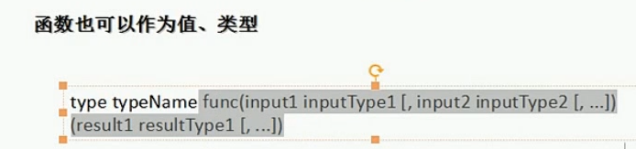 函数也可以作为值、类型
type typeName func(input1 inputType1 [, input2 inputType2 [, ...])
(result1 resultType1 [, ...])